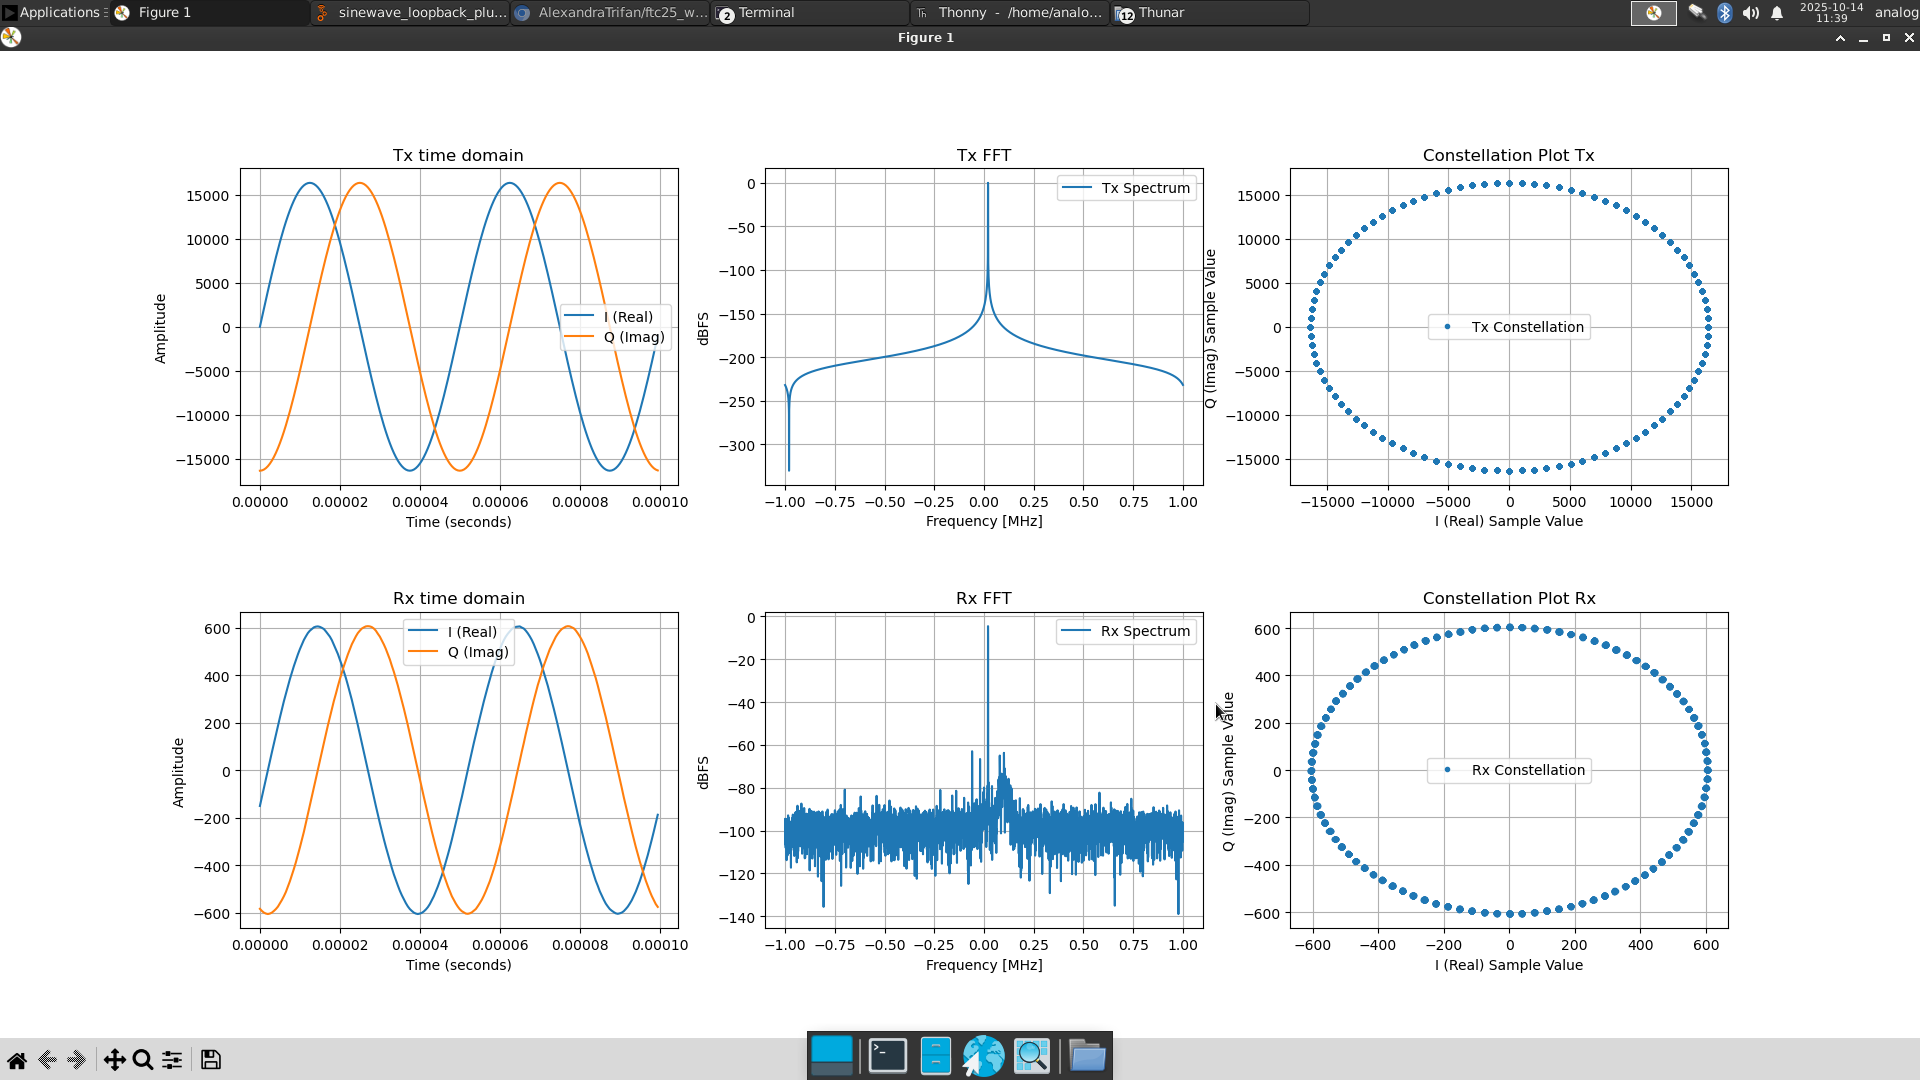 Applications
Figure 1
sinewave_loopback_plu...
AlexandraTrifan/ftc25_w...
2
Terminal
Thonny - /home/analo...
12
Thunar
2025-10-14
11:39
analog
Figure 1
Tx time domain
Amplitude
15000
10000
5000
0
−5000
−10000
−15000
I (Real)
Q (Imag)
0.00000 0.00002 0.00004 0.00006 0.00008 0.00010
Time (seconds)
Tx FFT
dBFS
0
−50
−100
−150
−200
−250
−300
Tx Spectrum
−1.00 −0.75 −0.50 −0.25 0.00 0.25 0.50 0.75 1.00
Frequency [MHz]
Constellation Plot Tx
Q (Imag) Sample Value
15000
10000
5000
0
−5000
−10000
−15000
Tx Constellation
−15000 −10000 −5000 0 5000 10000 15000
I (Real) Sample Value
Rx time domain
Amplitude
600
400
200
0
−200
−400
−600
I (Real)
Q (Imag)
0.00000 0.00002 0.00004 0.00006 0.00008 0.00010
Time (seconds)
Rx FFT
dBFS
0
−20
−40
−60
−80
−100
−120
−140
Rx Spectrum
−1.00 −0.75 −0.50 −0.25 0.00 0.25 0.50 0.75 1.00
Frequency [MHz]
Constellation Plot Rx
Q (Imag) Sample Value
600
400
200
0
−200
−400
−600
Rx Constellation
−600 −400 −200 0 200 400 600
I (Real) Sample Value